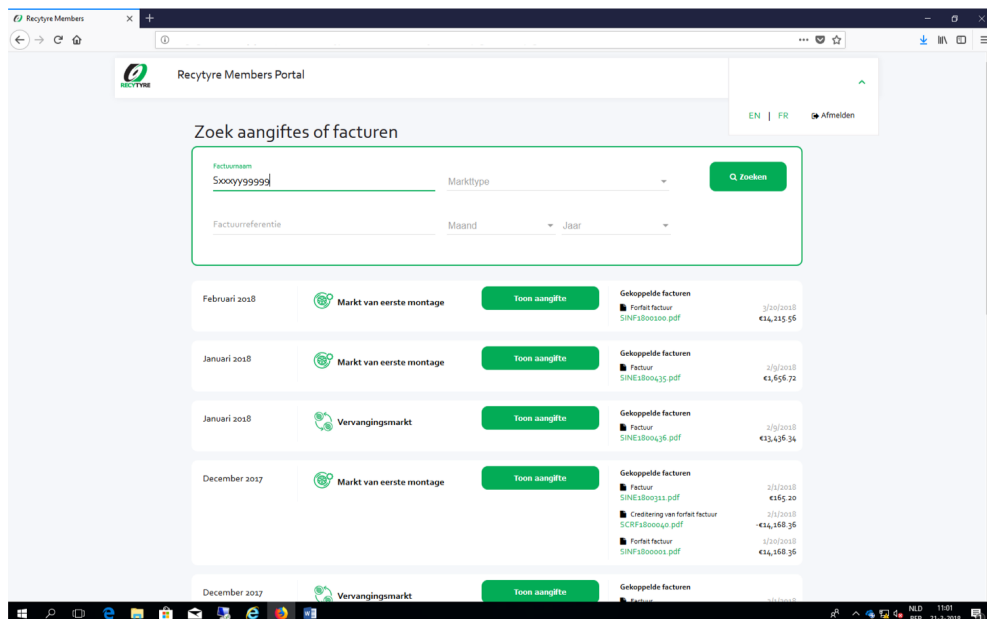 Recytyre Members
RECYTYRE
Recytyre Members Portal
EN | FR Afmelden
Zoek aangiftes of facturen
Factuurnaam
Sxxxyy99999
Markttype
Zoeken
Factuurreferentie
Maand
Jaar
Februari 2018
Markt van eerste montage
Toon aangifte
Gekoppelde facturen
Forfait factuur 3/20/2018
SINF1800100.pdf €14,215.56
Januari 2018
Markt van eerste montage
Toon aangifte
Gekoppelde facturen
Factuur 2/9/2018
SINE1800435.pdf €1,656.72
Januari 2018
Vervangingsmarkt
Toon aangifte
Gekoppelde facturen
Factuur 2/9/2018
SINE1800436.pdf €13,436.34
December 2017
Markt van eerste montage
Toon aangifte
Gekoppelde facturen
Factuur 2/1/2018
SINE1800311.pdf €165.20
Creditering van forfait factuur 2/1/2018
SCRF1800040.pdf -€14,168.36
Forfait factuur 1/20/2018
SINF1800001.pdf €14,168.36
December 2017
Vervangingsmarkt
Toon aangifte
Gekoppelde facturen
Factuur
NLD 11:01
21-3-2018